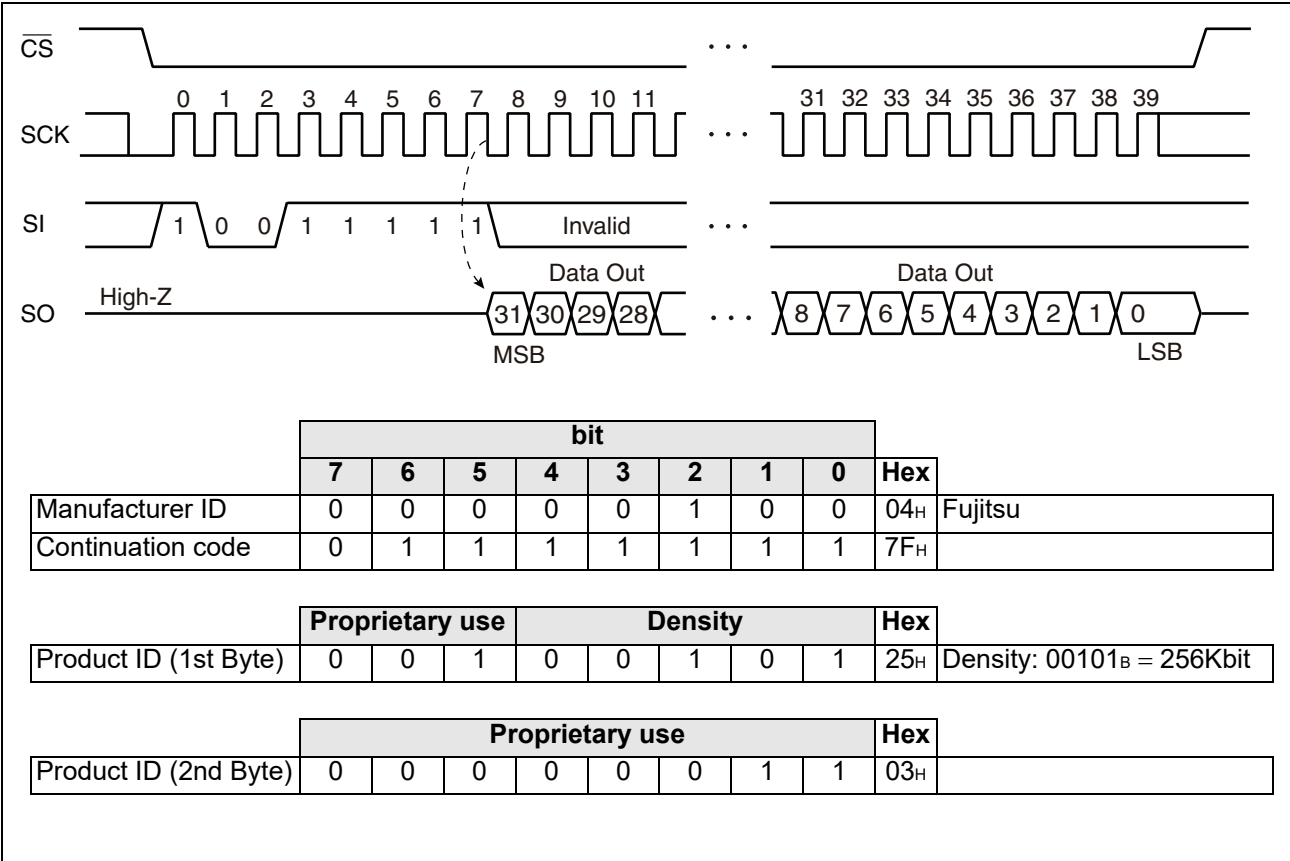 CS
0 1 2 3 4 5 6 7 8 9 10 11 31 32 33 34 35 36 37 38 39
SCK
SI 1 0 0 1 1 1 1 1 Invalid
Data Out Data Out
High-Z
SO 31 30 29 28 8 7 6 5 4 3 2 1 0
MSB LSB
bit
7 6 5 4 3 2 1 0 Hex
Manufacturer ID 0 0 0 0 0 1 0 0 04H Fujitsu
Continuation code 0 1 1 1 1 1 1 1 7FH
Proprietary use Density Hex
Product ID (1st Byte) 0 0 1 0 0 1 0 1 25H Density: 00101B = 256Kbit
Proprietary use Hex
Product ID (2nd Byte) 0 0 0 0 0 0 1 1 03H